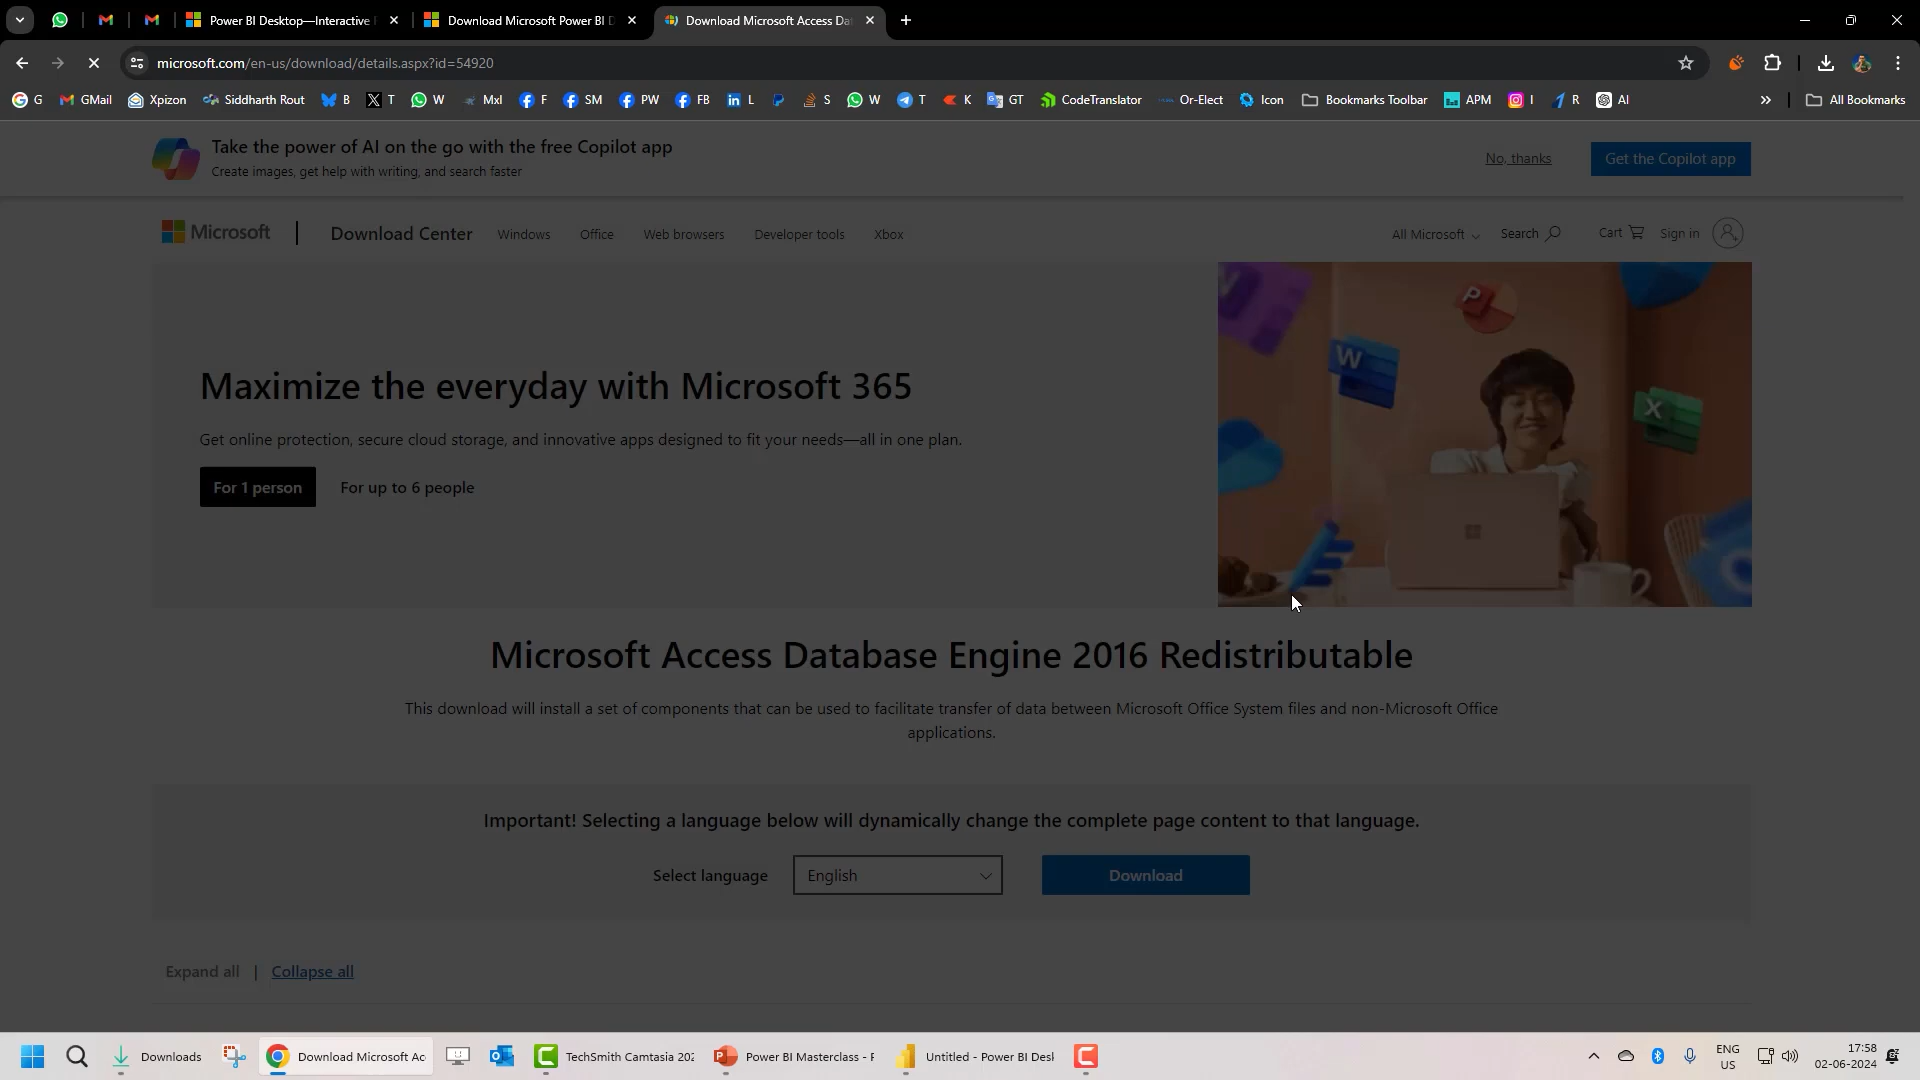 Power BI Desktop—Interactive
Download Microsoft Power BI
Download Microsoft Access Da
microsoft.com/en-us/download/details.aspx?id=54920
G
GMail
Xpizon
Siddharth Rout
B
T
W
Mxl
F
SM
PW
FB
L
S
W
T
K
GT
CodeTranslator
Or-Elect
Icon
Bookmarks Toolbar
APM
I
R
AI
All Bookmarks
Take the power of AI on the go with the free Copilot app
Create images, get help with writing, and search faster
No, thanks
Get the Copilot app
Microsoft
Download Center
Windows
Office
Web browsers
Developer tools
Xbox
All Microsoft
Search
Cart
Sign in
Maximize the everyday with Microsoft 365
Get online protection, secure cloud storage, and innovative apps designed to fit your needs—all in one plan.
For 1 person
For up to 6 people
Microsoft Access Database Engine 2016 Redistributable
This download will install a set of components that can be used to facilitate transfer of data between Microsoft Office System files and non-Microsoft Office
applications.
Important! Selecting a language below will dynamically change the complete page content to that language.
Select language
English
Download
Expand all | Collapse all
Downloads
Download Microsoft Ac
TechSmith Camtasia 202
Power BI Masterclass - F
Untitled - Power BI Desl
ENG
US
17:58
02-06-2024